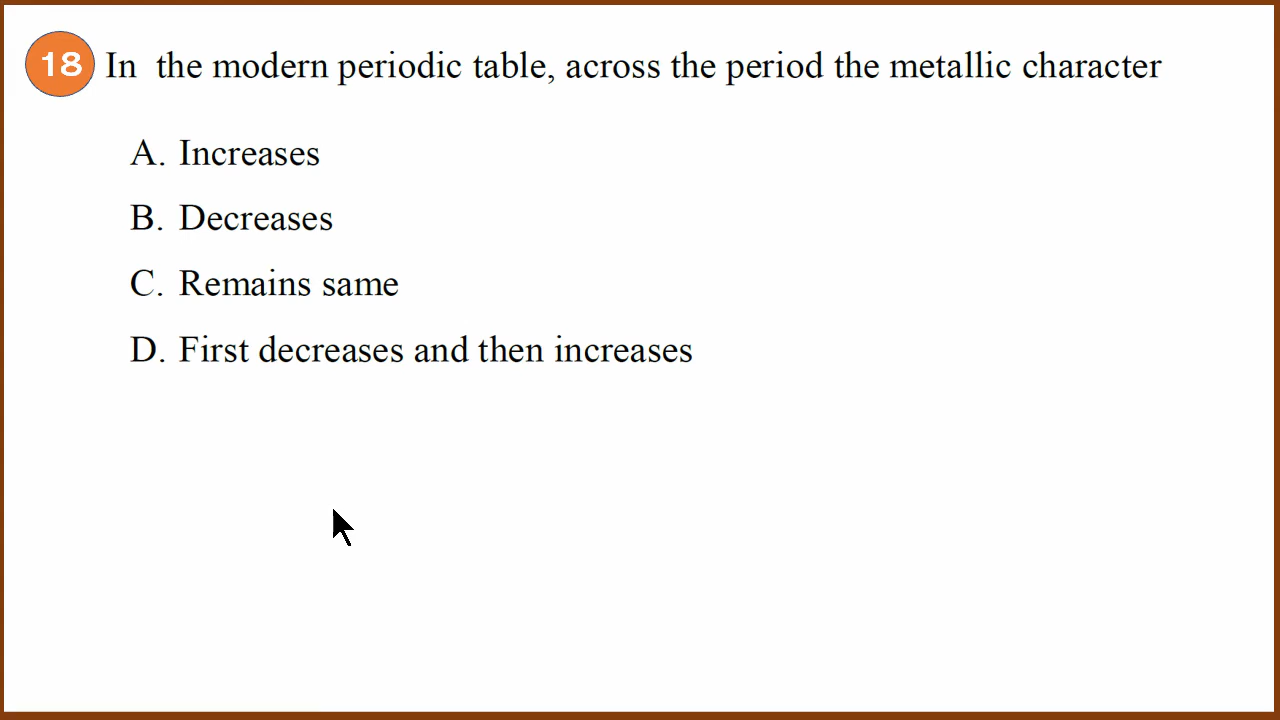 18 In the modern periodic table, across the period the metallic character
A. Increases
B. Decreases
C. Remains same
D. First decreases and then increases